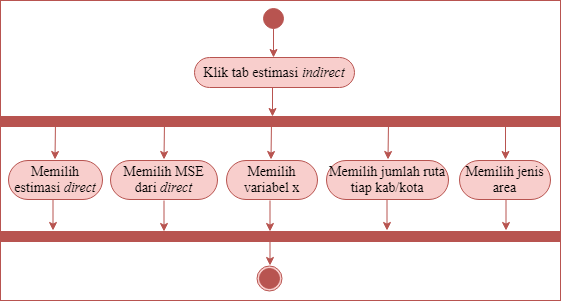 Klik tab estimasi indirect
Memilih
estimasi direct
Memilih MSE
dari direct
Memilih
variabel x
Memilih jumlah ruta
tiap kab/kota
Memilih jenis
area